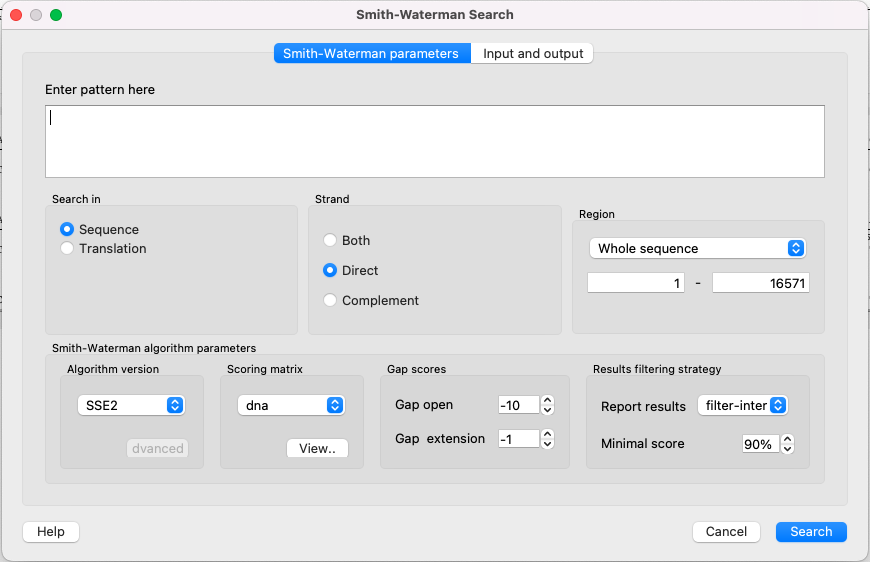 Smith-Waterman Search
Smith-Waterman parameters
Input and output
Enter pattern here
Search in
Sequence
Translation
Strand
Both
Direct
Complement
Region
Whole sequence
1 - 16571
Smith-Waterman algorithm parameters
Algorithm version
SSE2
dvanced
Scoring matrix
dna
View..
Gap scores
Gap open -10
Gap extension -1
Results filtering strategy
Report results filter-inter
Minimal score 90%
Help
Cancel
Search